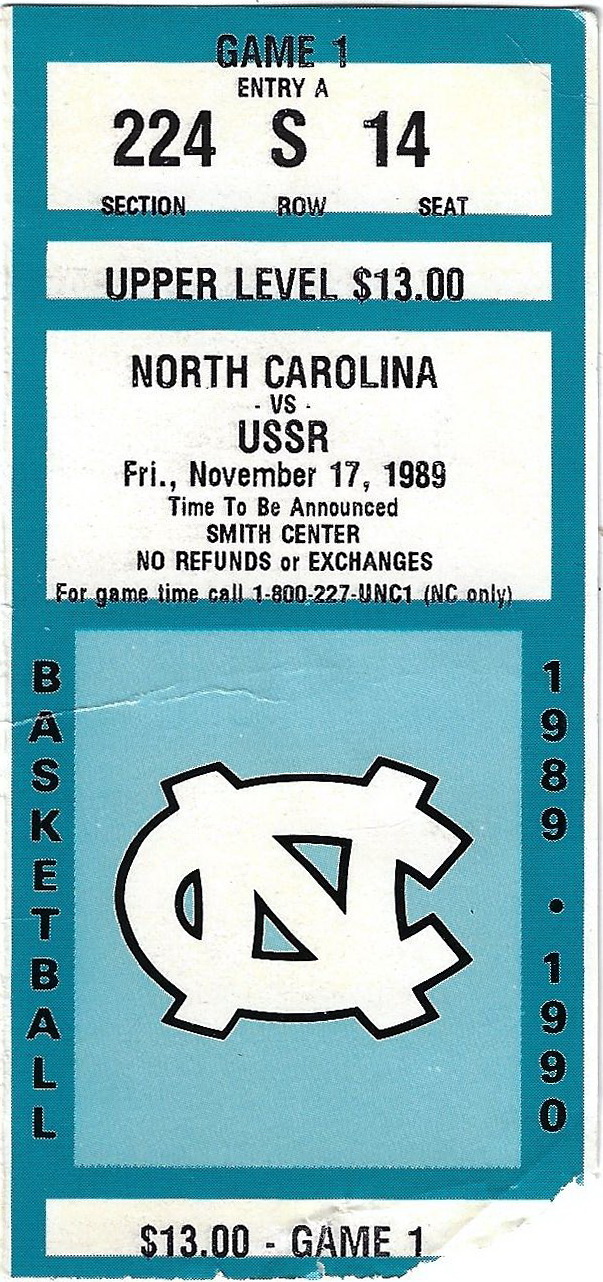 GAME 1
ENTRY A
224 S 14
SECTION ROW SEAT
UPPER LEVEL $13.00
NORTH CAROLINA
- VS -
USSR
Fri., November 17, 1989
Time To Be Announced
SMITH CENTER
NO REFUNDS or EXCHANGES
For game time call 1-800-227-UNC1 (NC only)
BASKETBALL
1989 • 1990
NC
$13.00 - GAME 1